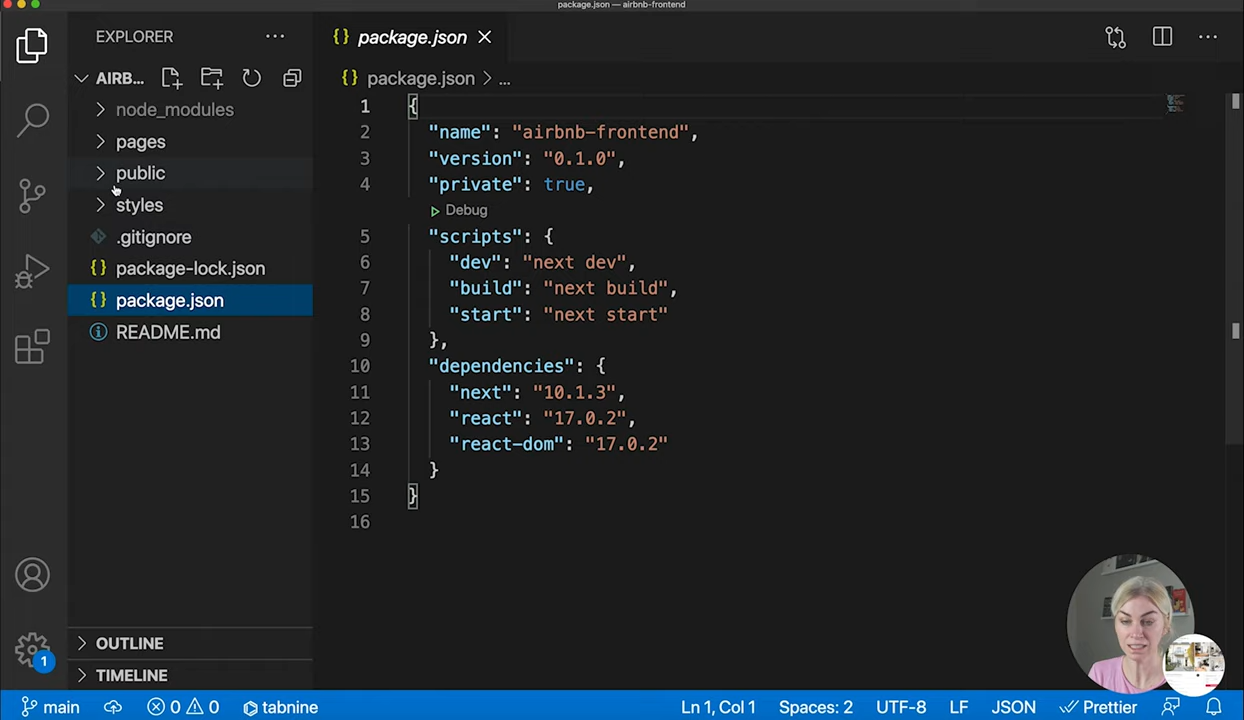 package.json — airbnb-frontend
EXPLORER
package.json
AIRB...
package.json > ...
node_modules
pages
public
styles
.gitignore
package-lock.json
package.json
README.md
1 {
2 "name": "airbnb-frontend",
3 "version": "0.1.0",
4 "private": true,
Debug
5 "scripts": {
6 "dev": "next dev",
7 "build": "next build",
8 "start": "next start"
9 },
10 "dependencies": {
11 "next": "10.1.3",
12 "react": "17.0.2",
13 "react-dom": "17.0.2"
14 }
15 }
16
OUTLINE
1
TIMELINE
main 0 0 tabnine Ln 1, Col 1 Spaces: 2 UTF-8 LF JSON Prettier